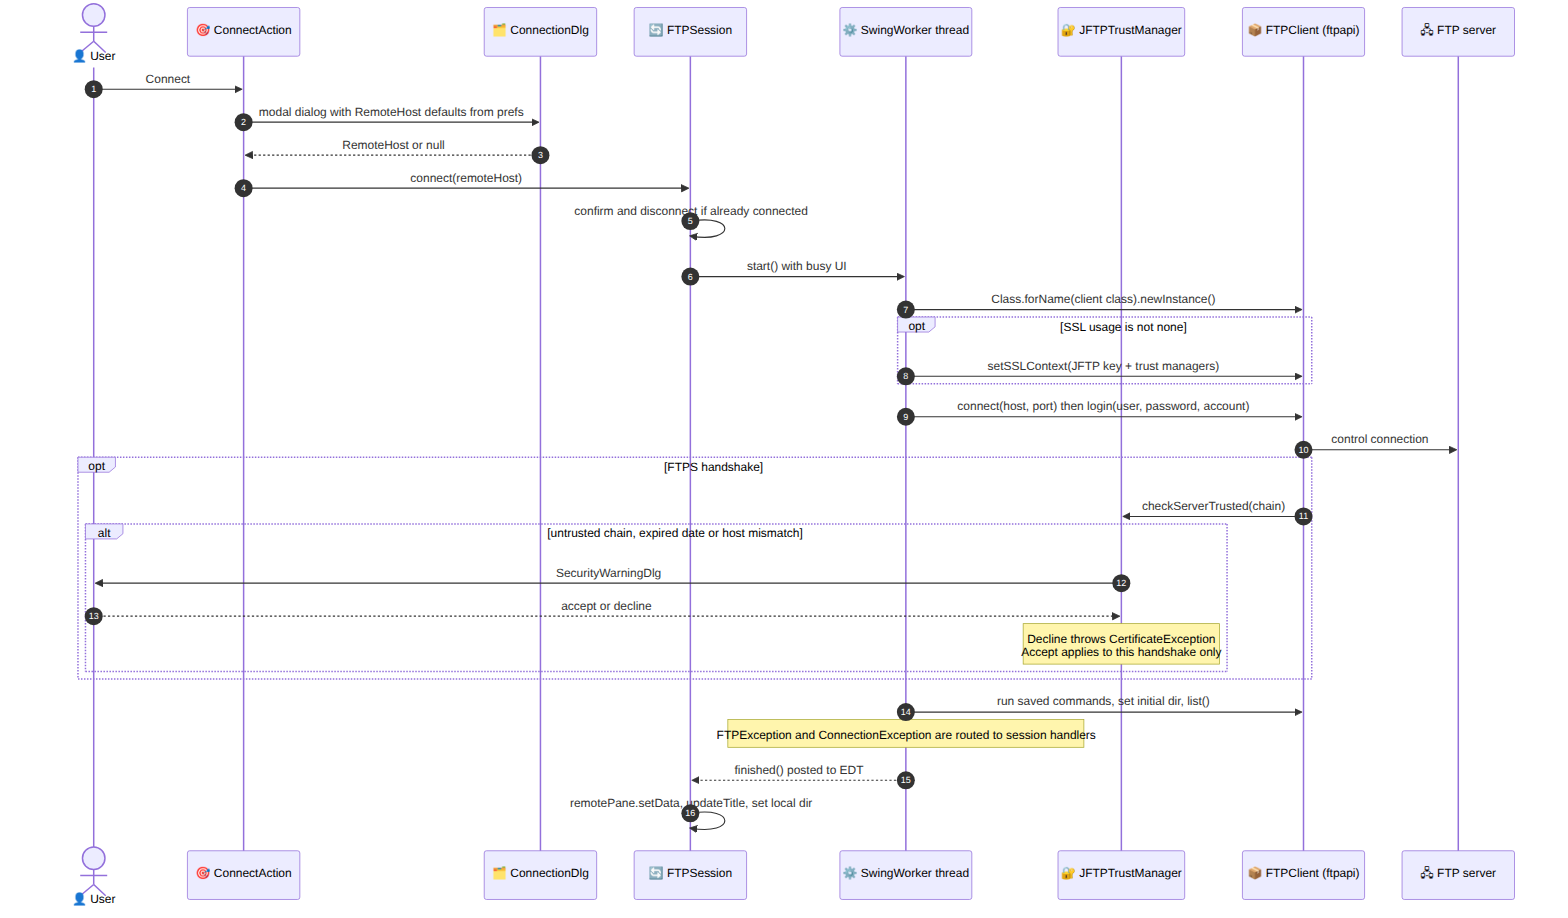 👤 User
🎯 ConnectAction
🗂️ ConnectionDlg
🔄 FTPSession
⚙️ SwingWorker thread
🔐 JFTPTrustManager
📦 FTPClient (ftpapi)
🖧 FTP server
Connect
1
modal dialog with RemoteHost defaults from prefs
2
RemoteHost or null
3
connect(remoteHost)
4
confirm and disconnect if already connected
5
start() with busy UI
6
Class.forName(client class).newInstance()
7
opt
[SSL usage is not none]
setSSLContext(JFTP key + trust managers)
8
connect(host, port) then login(user, password, account)
9
control connection
10
opt
[FTPS handshake]
checkServerTrusted(chain)
11
alt
[untrusted chain, expired date or host mismatch]
SecurityWarningDlg
12
accept or decline
13
Decline throws CertificateException
Accept applies to this handshake only
run saved commands, set initial dir, list()
14
FTPException and ConnectionException are routed to session handlers
finished() posted to EDT
15
remotePane.setData, updateTitle, set local dir
16
👤 User
🎯 ConnectAction
🗂️ ConnectionDlg
🔄 FTPSession
⚙️ SwingWorker thread
🔐 JFTPTrustManager
📦 FTPClient (ftpapi)
🖧 FTP server